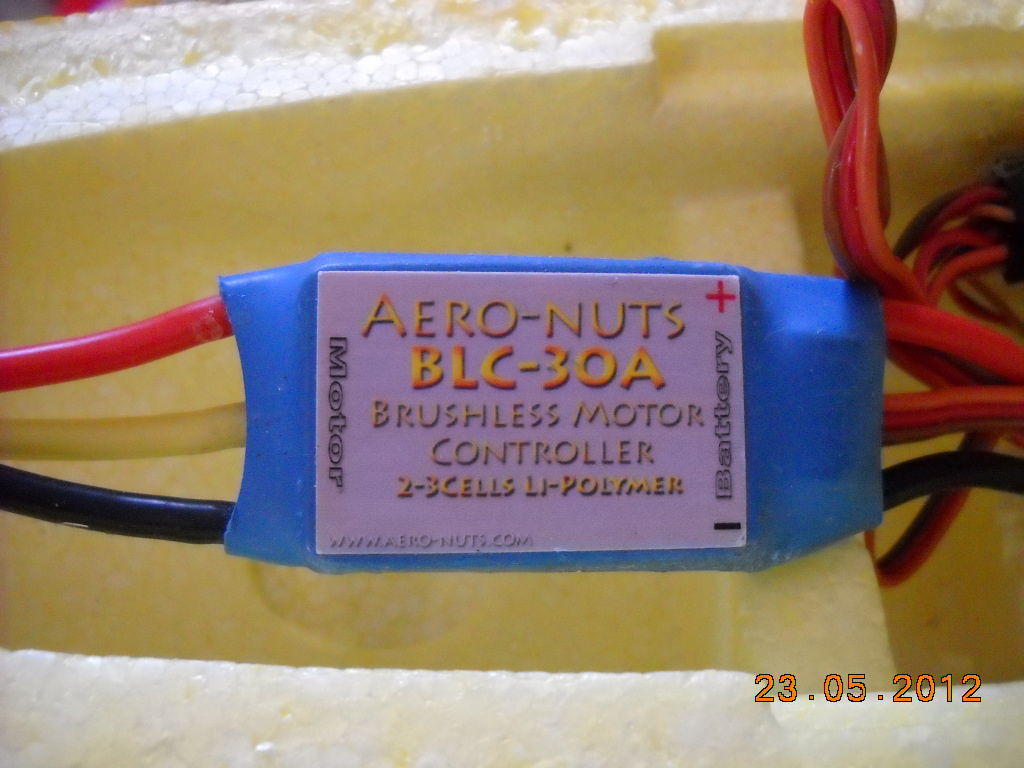 AERO-NUTS
BLC-30A
BRUSHLESS MOTOR
CONTROLLER
2-3CELLS LI-POLYMER
WWW.AERO-NUTS.COM
Motor
+
Battery
-
23.05.2012